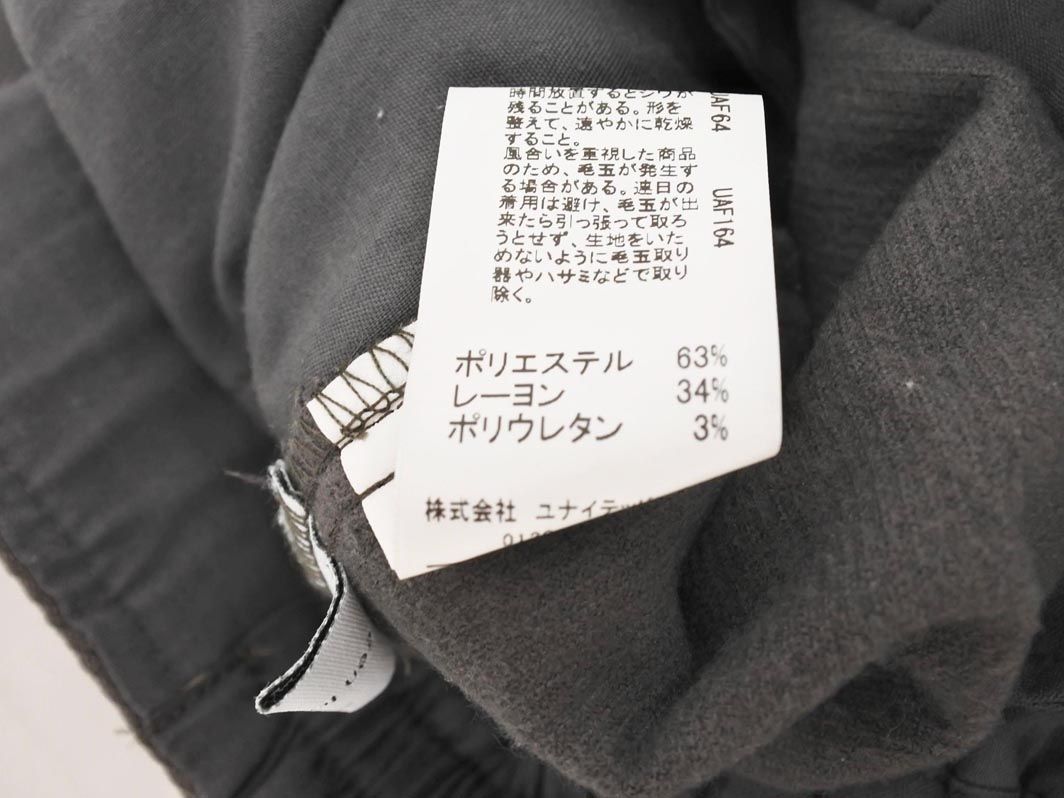 時間放置するとシワが
残ることがある。形を
整えて、速やかに乾燥
すること。
風合いを重視した商品
のため、毛玉が発生す
る場合がある。連日の
着用は避け、毛玉が出
来たら引っ張って取ろ
うとせず、生地をいた
めないように毛玉取り
器やハサミなどで取り
除く。
UAF64 UAF164
ポリエステル 63%
レーヨン 34%
ポリウレタン 3%
株式会社 ユナイテッ